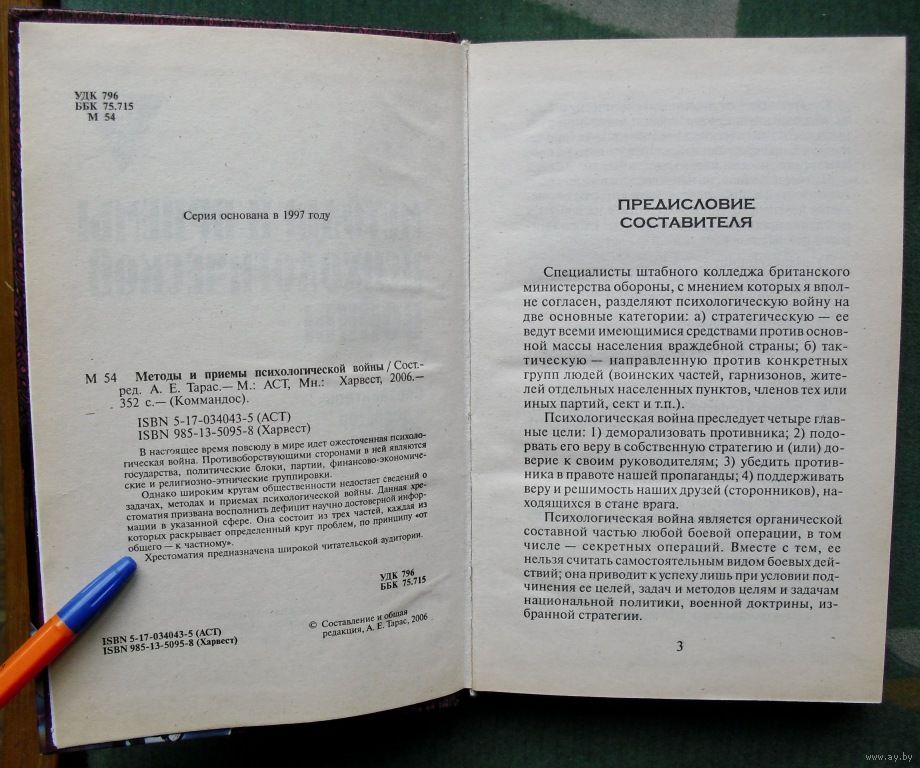 УДК 796
ББК 75.715
М 54
Серия основана в 1997 году
М 54 Методы и приемы психологической войны / Сост.-
ред. А. Е. Тарас.— М.: АСТ, Мн.: Харвест, 2006.—
352 с.— (Коммандос).
ISBN 5-17-034043-5 (АСТ)
ISBN 985-13-5095-8 (Харвест)
В настоящее время повсюду в мире идет ожесточенная психоло-
гическая война. Противоборствующими сторонами в ней являются
государства, политические блоки, партии, финансово-экономиче-
ские и религиозно-этнические группировки.
Однако широким кругам общественности недостает сведений о
задачах, методах и приемах психологической войны. Данная хре-
стоматия призвана восполнить дефицит научно достоверной инфор-
мации в указанной сфере. Она состоит из трех частей, каждая из
которых раскрывает определенный круг проблем, по принципу «от
общего — к частному».
Хрестоматия предназначена широкой читательской аудитории.
УДК 796
ББК 75.715
© Составление и общая
редакция, А. Е. Тарас, 2006
ISBN 5-17-034043-5 (АСТ)
ISBN 985-13-5095-8 (Харвест)
ПРЕДИСЛОВИЕ
СОСТАВИТЕЛЯ
Специалисты штабного колледжа британского
министерства обороны, с мнением которых я впол-
не согласен, разделяют психологическую войну на
две основные категории: а) стратегическую — ее
ведут всеми имеющимися средствами против основ-
ной массы населения враждебной страны; б) так-
тическую — направленную против конкретных
групп людей (воинских частей, гарнизонов, жите-
лей отдельных населенных пунктов, членов тех или
иных партий, сект и т.п.).
Психологическая война преследует четыре глав-
ные цели: 1) деморализовать противника; 2) подо-
рвать его веру в собственную стратегию и (или) до-
верие к своим руководителям; 3) убедить против-
ника в правоте нашей пропаганды; 4) поддерживать
веру и решимость наших друзей (сторонников), на-
ходящихся в стане врага.
Психологическая война является органической
составной частью любой боевой операции, в том
числе — секретных операций. Вместе с тем, ее
нельзя считать самостоятельным видом боевых дей-
ствий; она приводит к успеху лишь при условии под-
чинения ее целей, задач и методов целям и задачам
национальной политики, военной доктрины, из-
бранной стратегии.
3
www.ay.by